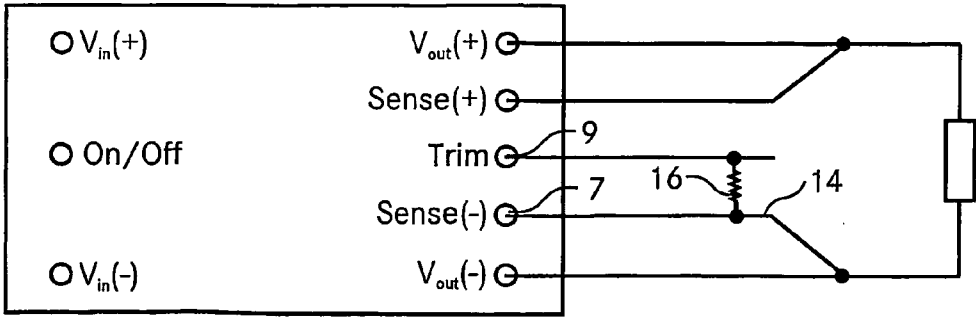 V_in(+) V_out(+)
Sense(+)
9
On/Off Trim
16
7
14
Sense(-)
V_in(-) V_out(-)